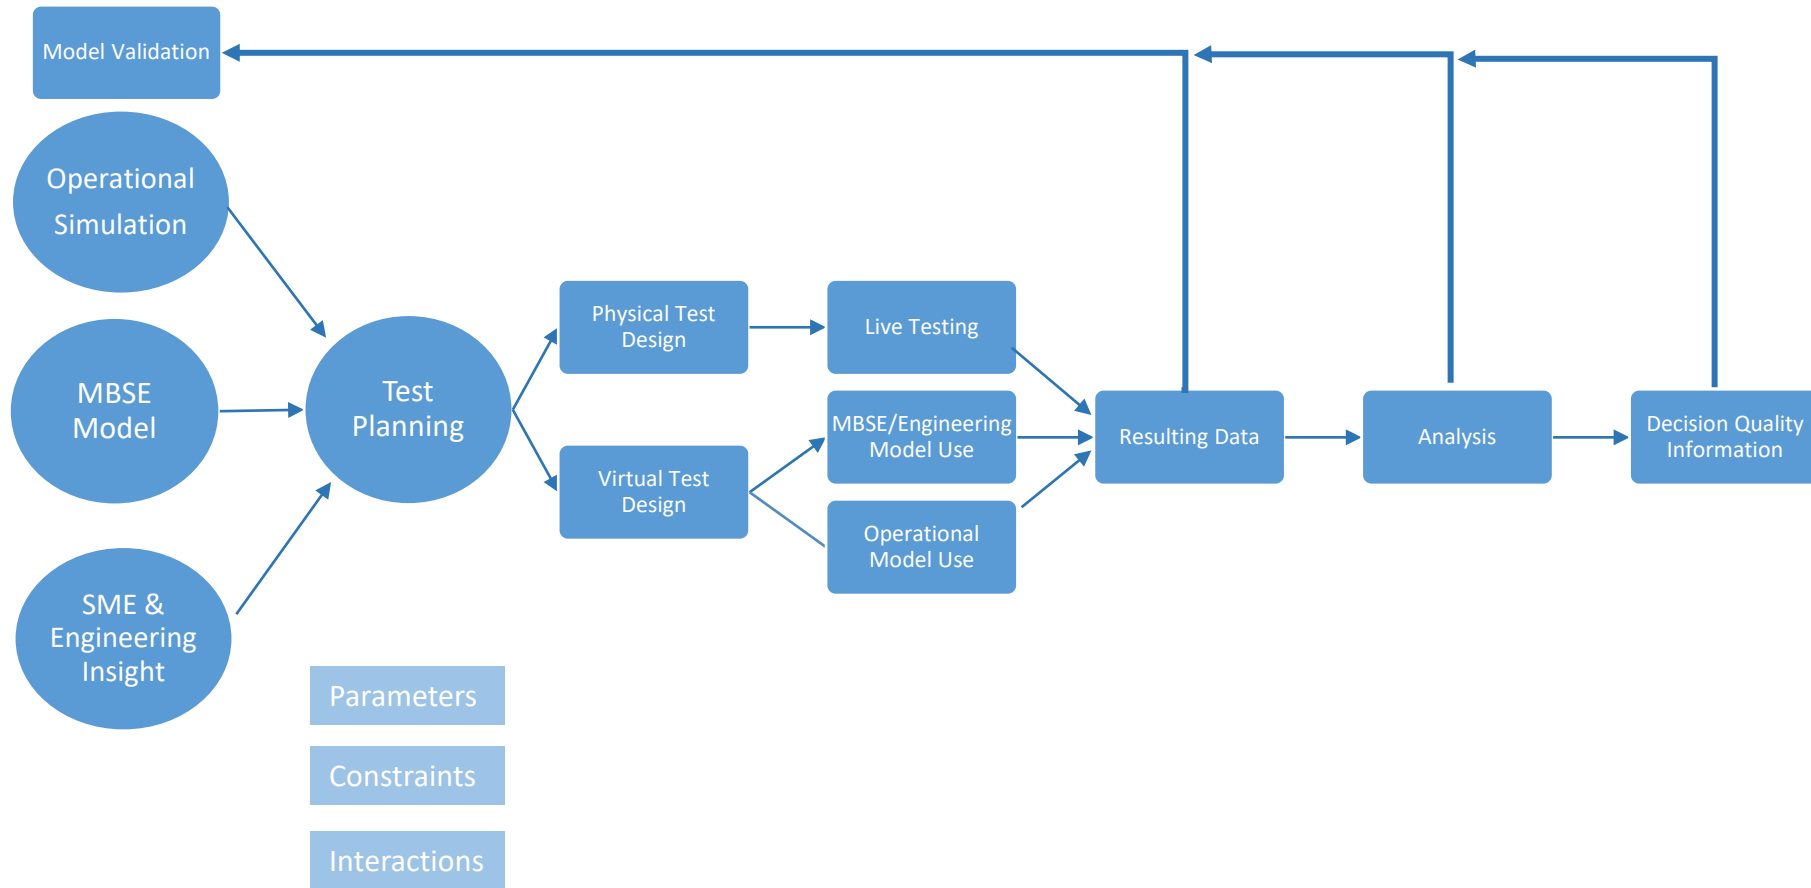 Model Validation
Operational
Simulation
MBSE
Model
SME &
Engineering
Insight
Test
Planning
Parameters
Constraints
Interactions
Physical Test
Design
Virtual Test
Design
Live Testing
MBSE/Engineering
Model Use
Operational
Model Use
Resulting Data
Analysis
Decision Quality
Information